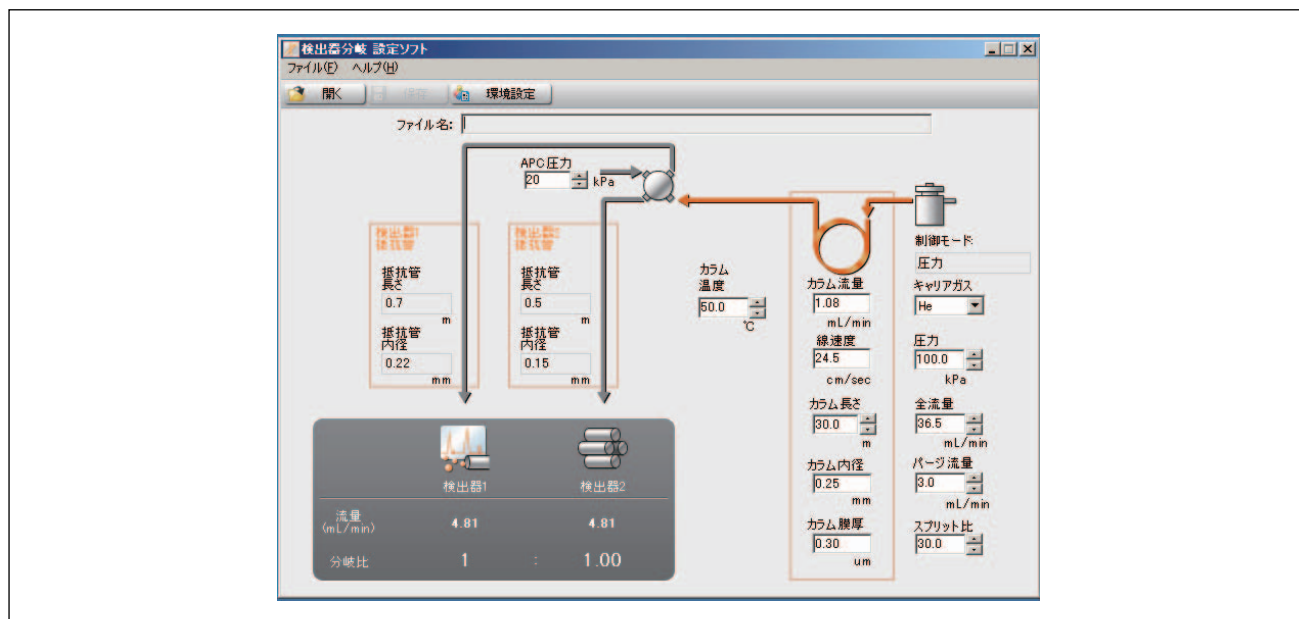 検出器分岐 設定ソフト
ファイル(F) ヘルプ(H)
開く 保存 環境設定
ファイル名:
APC圧力
20 kPa
検出器1
抵抗管
抵抗管
長さ
0.7
m
抵抗管
内径
0.22
mm
検出器2
抵抗管
抵抗管
長さ
0.5
m
抵抗管
内径
0.15
mm
カラム
温度
50.0
℃
カラム流量
1.08
mL/min
線速度
24.5
cm/sec
カラム長さ
30.0
m
カラム内径
0.25
mm
カラム膜厚
0.30
um
制御モード:
圧力
キャリアガス
He
圧力
100.0
kPa
全流量
36.5
mL/min
パージ流量
3.0
mL/min
スプリット比
30.0
検出器1 検出器2
流量
(mL/min) 4.81 4.81
分岐比 1 : 1.00